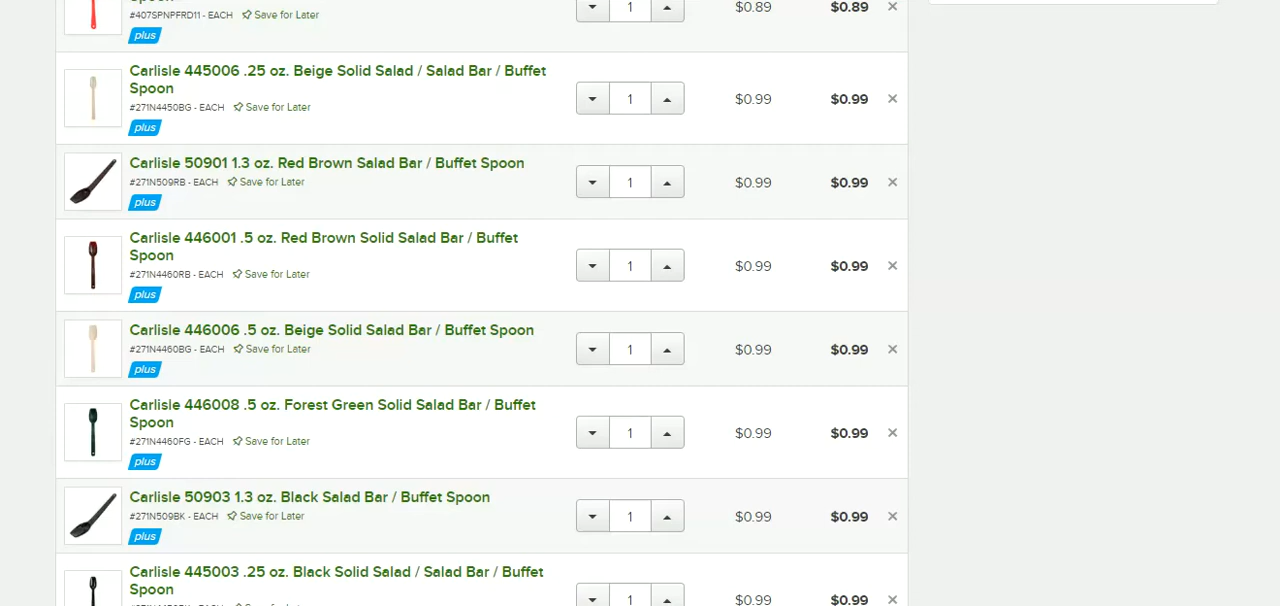 #407SPNPFRD11 - EACH Save for Later
1 $0.89 $0.89 ×
plus
Carlisle 445006 .25 oz. Beige Solid Salad / Salad Bar / Buffet
Spoon
1 $0.99 $0.99 ×
#271N4450BG - EACH Save for Later
plus
Carlisle 50901 1.3 oz. Red Brown Salad Bar / Buffet Spoon
#271N509RB - EACH Save for Later
1 $0.99 $0.99 ×
plus
Carlisle 446001 .5 oz. Red Brown Solid Salad Bar / Buffet
Spoon
1 $0.99 $0.99 ×
#271N4460RB - EACH Save for Later
plus
Carlisle 446006 .5 oz. Beige Solid Salad Bar / Buffet Spoon
#271N4460BG - EACH Save for Later
1 $0.99 $0.99 ×
plus
Carlisle 446008 .5 oz. Forest Green Solid Salad Bar / Buffet
Spoon
1 $0.99 $0.99 ×
#271N4460FG - EACH Save for Later
plus
Carlisle 50903 1.3 oz. Black Salad Bar / Buffet Spoon
#271N509BK - EACH Save for Later
1 $0.99 $0.99 ×
plus
Carlisle 445003 .25 oz. Black Solid Salad / Salad Bar / Buffet
Spoon
1 $0.99 $0.99 ×